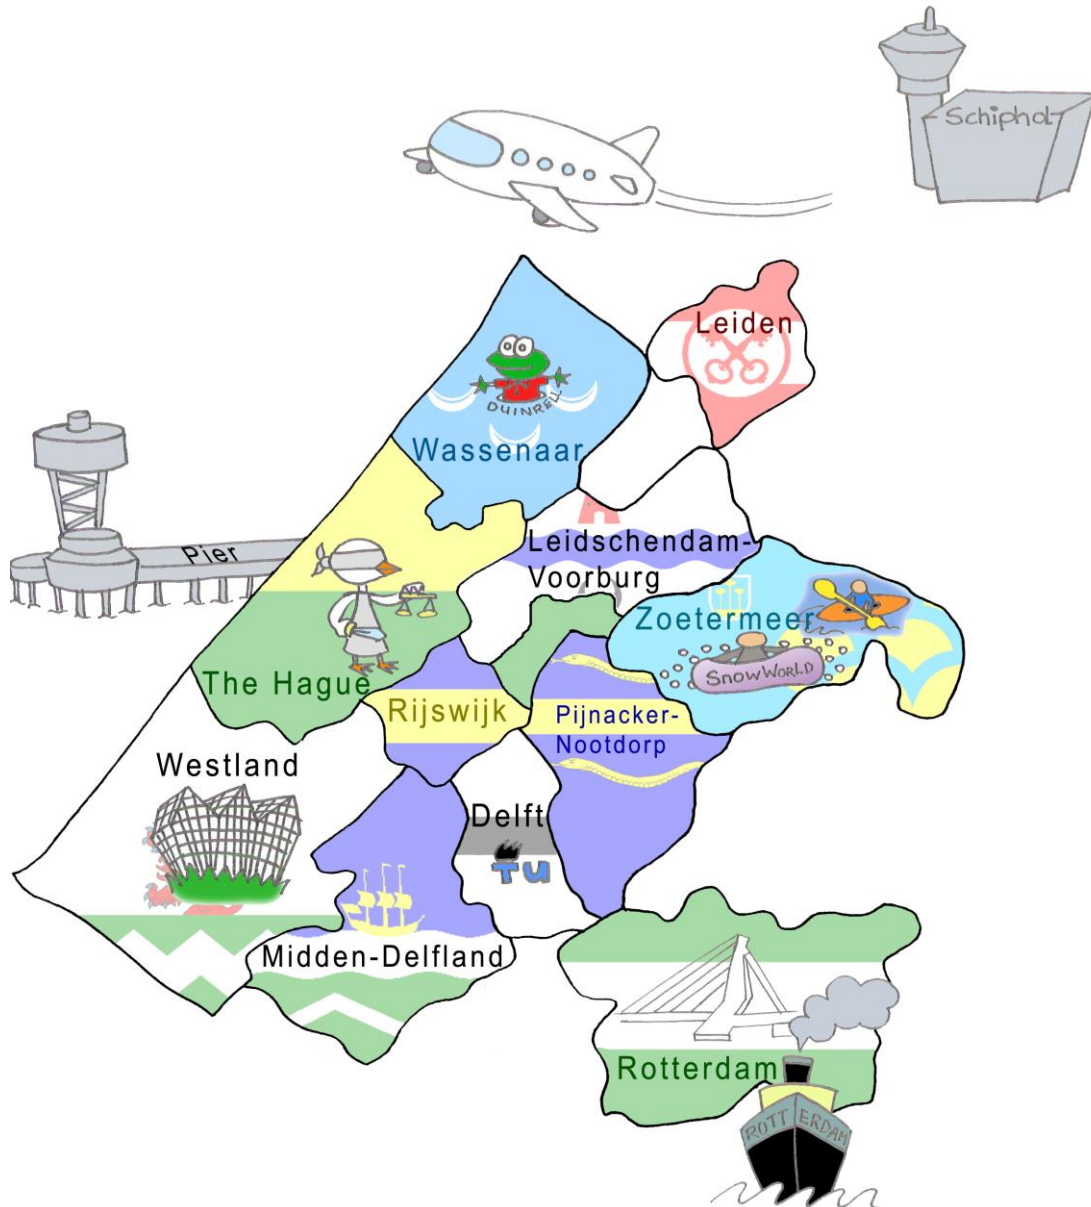 Schiphol
Leiden
DUINRELL
Wassenaar
Pier
Leidschendam-
Voorburg
Zoetermeer
SNOWWORLD
The Hague
Rijswijk
Pijnacker-
Nootdorp
Westland
Delft
TU
Midden-Delfland
Rotterdam
ROTTERDAM